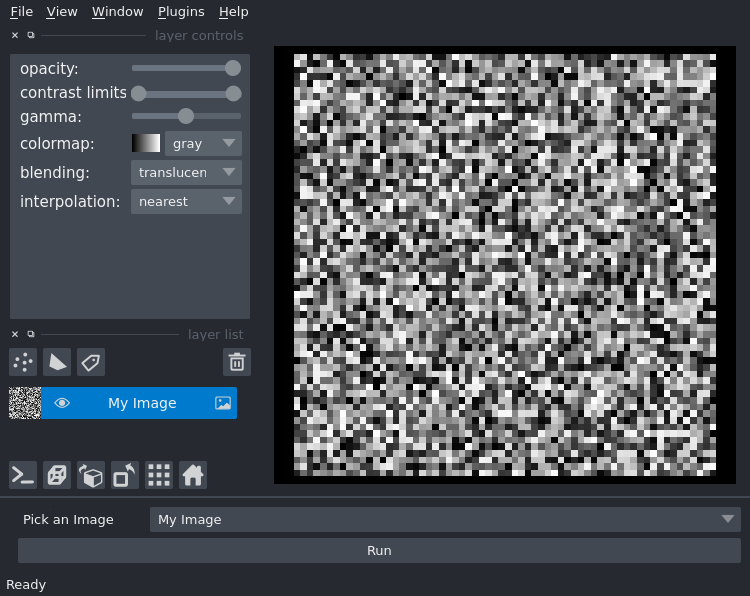 File View Window Plugins Help
layer controls
opacity:
contrast limits
gamma:
colormap: gray
blending: translucen
interpolation: nearest
layer list
My Image
Pick an Image My Image
Run
Ready